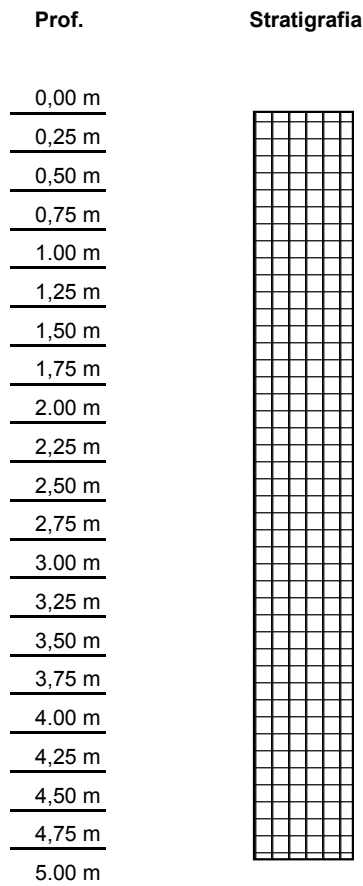 Prof. Stratigrafia
0,00 m
0,25 m
0,50 m
0,75 m
1.00 m
1,25 m
1,50 m
1,75 m
2.00 m
2,25 m
2,50 m
2,75 m
3.00 m
3,25 m
3,50 m
3,75 m
4.00 m
4,25 m
4,50 m
4,75 m
5.00 m